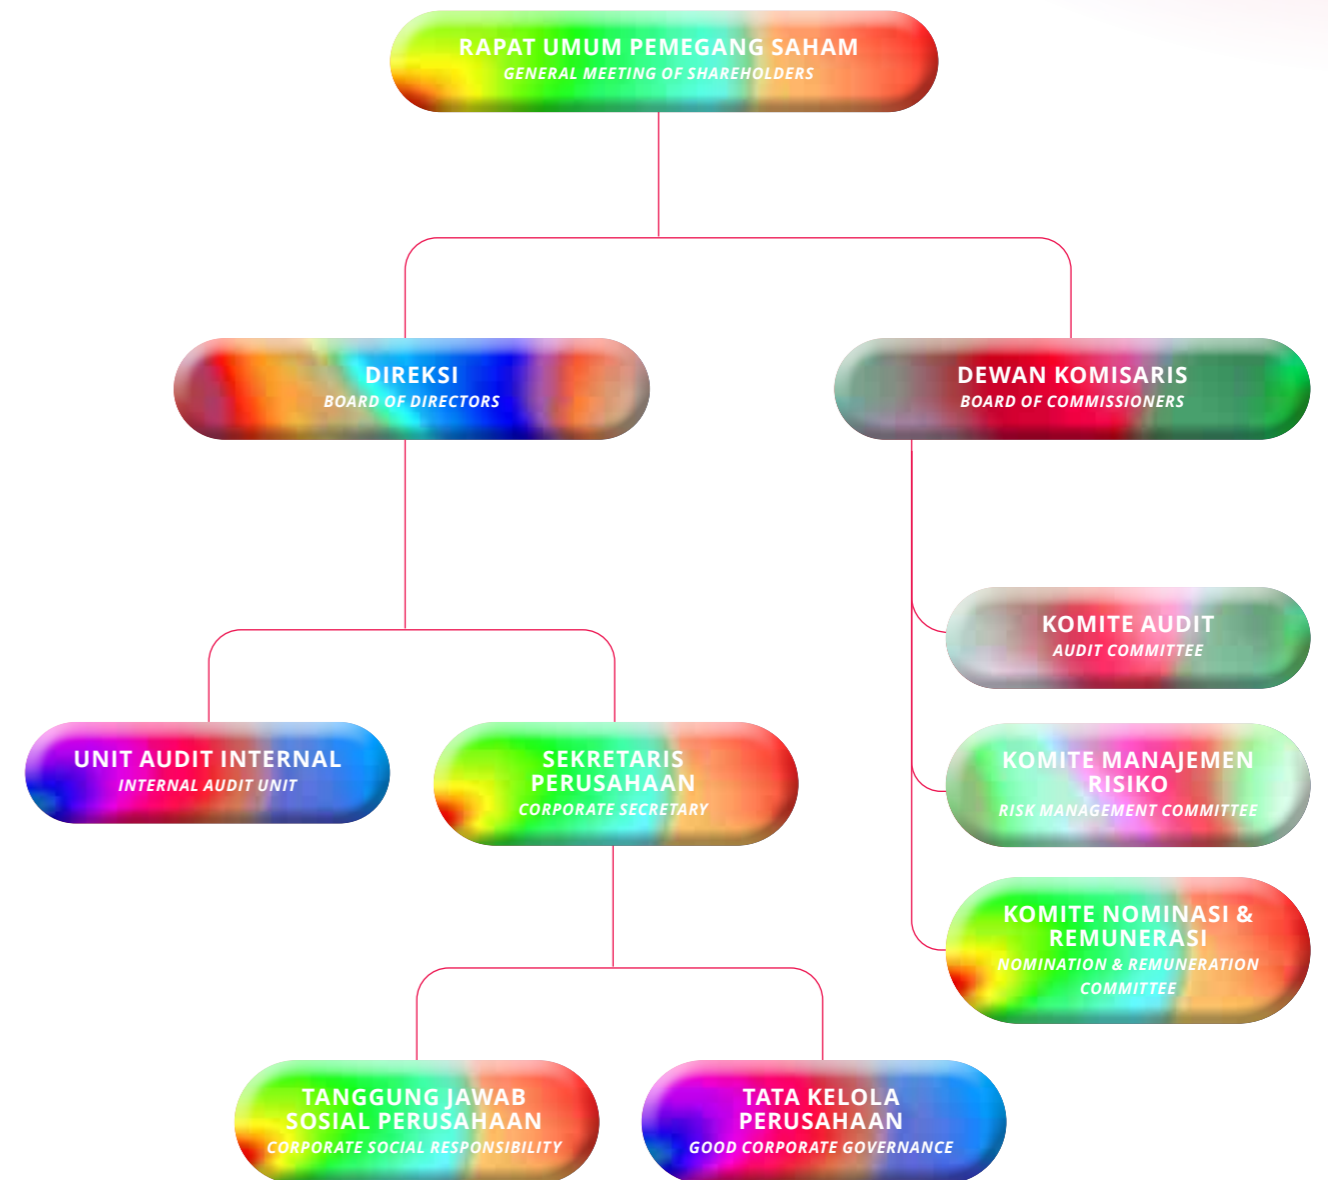 RAPAT UMUM PEMEGANG SAHAM
GENERAL MEETING OF SHAREHOLDERS
DIREKSI
BOARD OF DIRECTORS
DEWAN KOMISARIS
BOARD OF COMMISSIONERS
KOMITE AUDIT
AUDIT COMMITTEE
UNIT AUDIT INTERNAL
INTERNAL AUDIT UNIT
SEKRETARIS
PERUSAHAAN
CORPORATE SECRETARY
KOMITE MANAJEMEN
RISIKO
RISK MANAGEMENT COMMITTEE
KOMITE NOMINASI &
REMUNERASI
NOMINATION & REMUNERATION
COMMITTEE
TANGGUNG JAWAB
SOSIAL PERUSAHAAN
CORPORATE SOCIAL RESPONSIBILITY
TATA KELOLA
PERUSAHAAN
GOOD CORPORATE GOVERNANCE